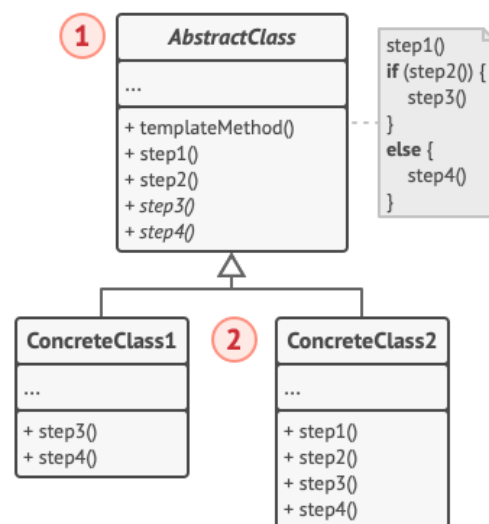 1
AbstractClass
...
+ templateMethod()
+ step1()
+ step2()
+ step3()
+ step4()
step1()
if (step2()) {
step3()
}
else {
step4()
}
ConcreteClass1
...
+ step3()
+ step4()
2
ConcreteClass2
...
+ step1()
+ step2()
+ step3()
+ step4()